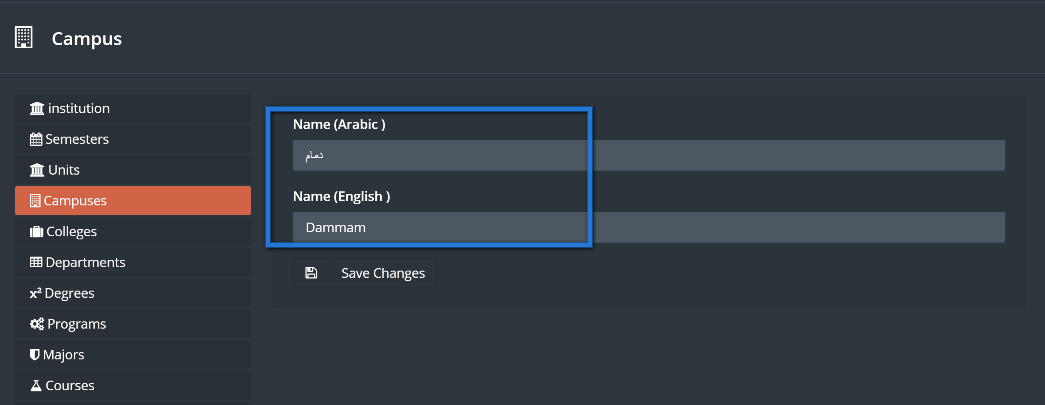 Campus
institution
Semesters
Units
Campuses
Colleges
Departments
x² Degrees
Programs
Majors
Courses
Name (Arabic )
دمام
Name (English )
Dammam
Save Changes